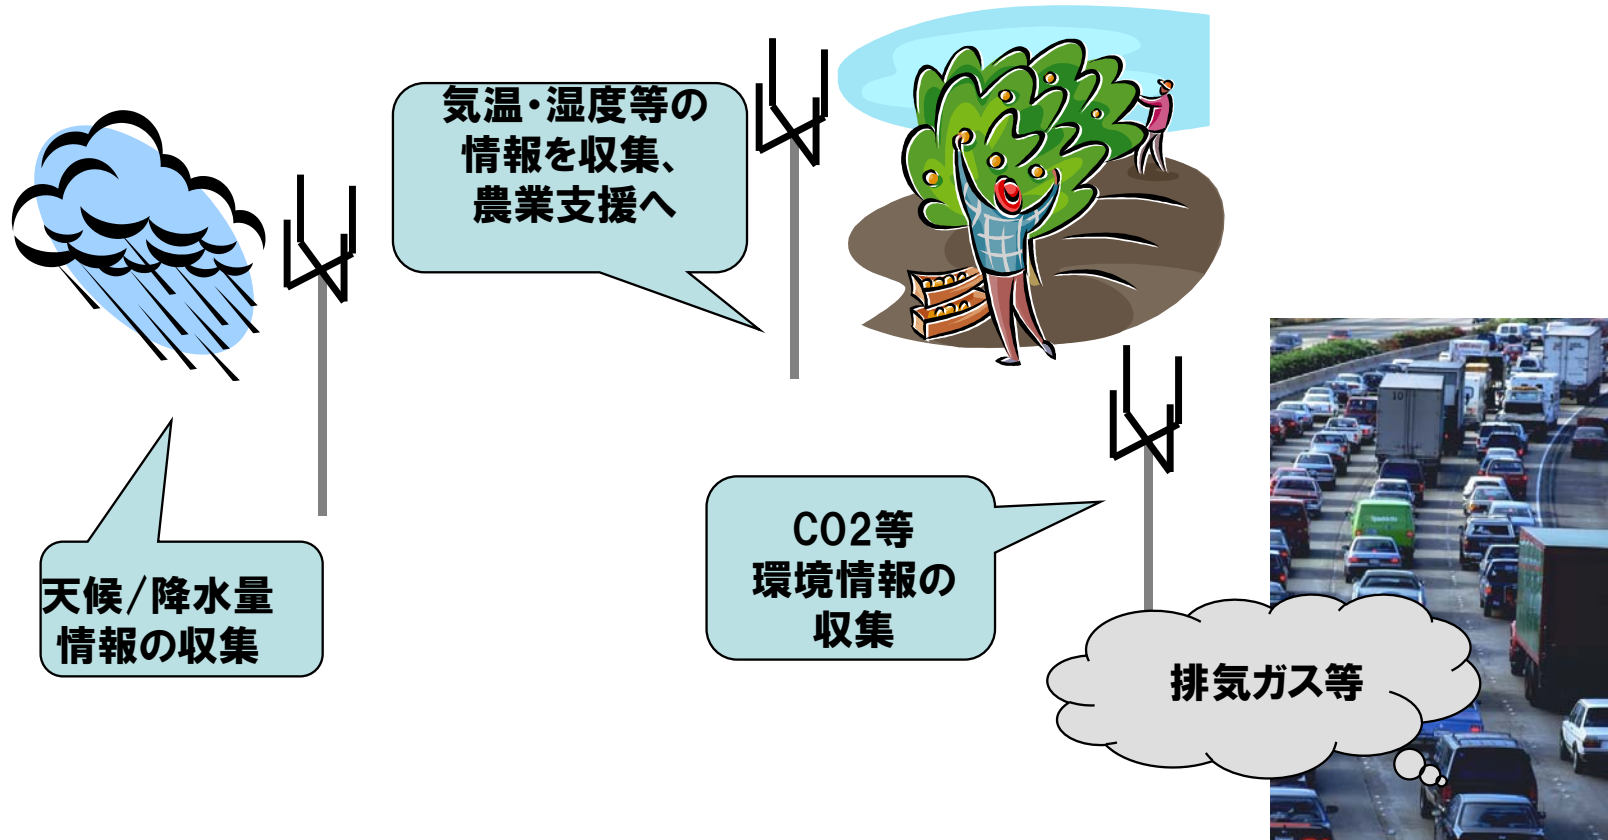 気温・湿度等の
情報を収集、
農業支援へ
天候/降水量
情報の収集
CO2等
環境情報の
収集
排気ガス等
10